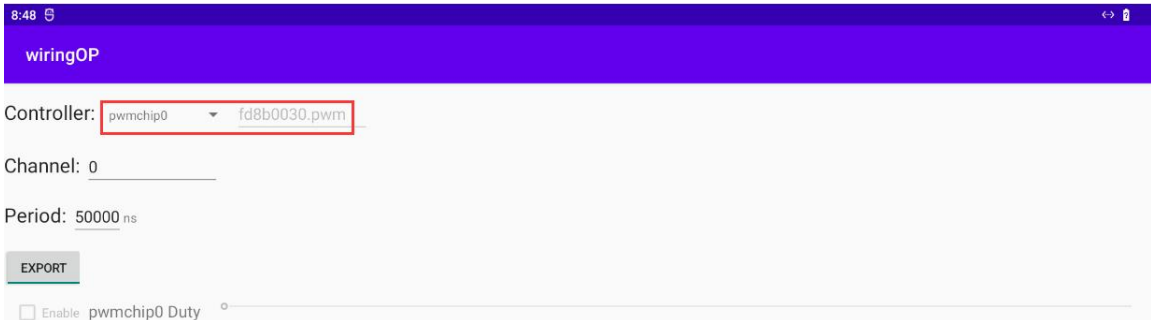 8:48
wiringOP
Controller: pwmchip0 fd8b0030.pwm
Channel: 0
Period: 50000 ns
EXPORT
Enable pwmchip0 Duty